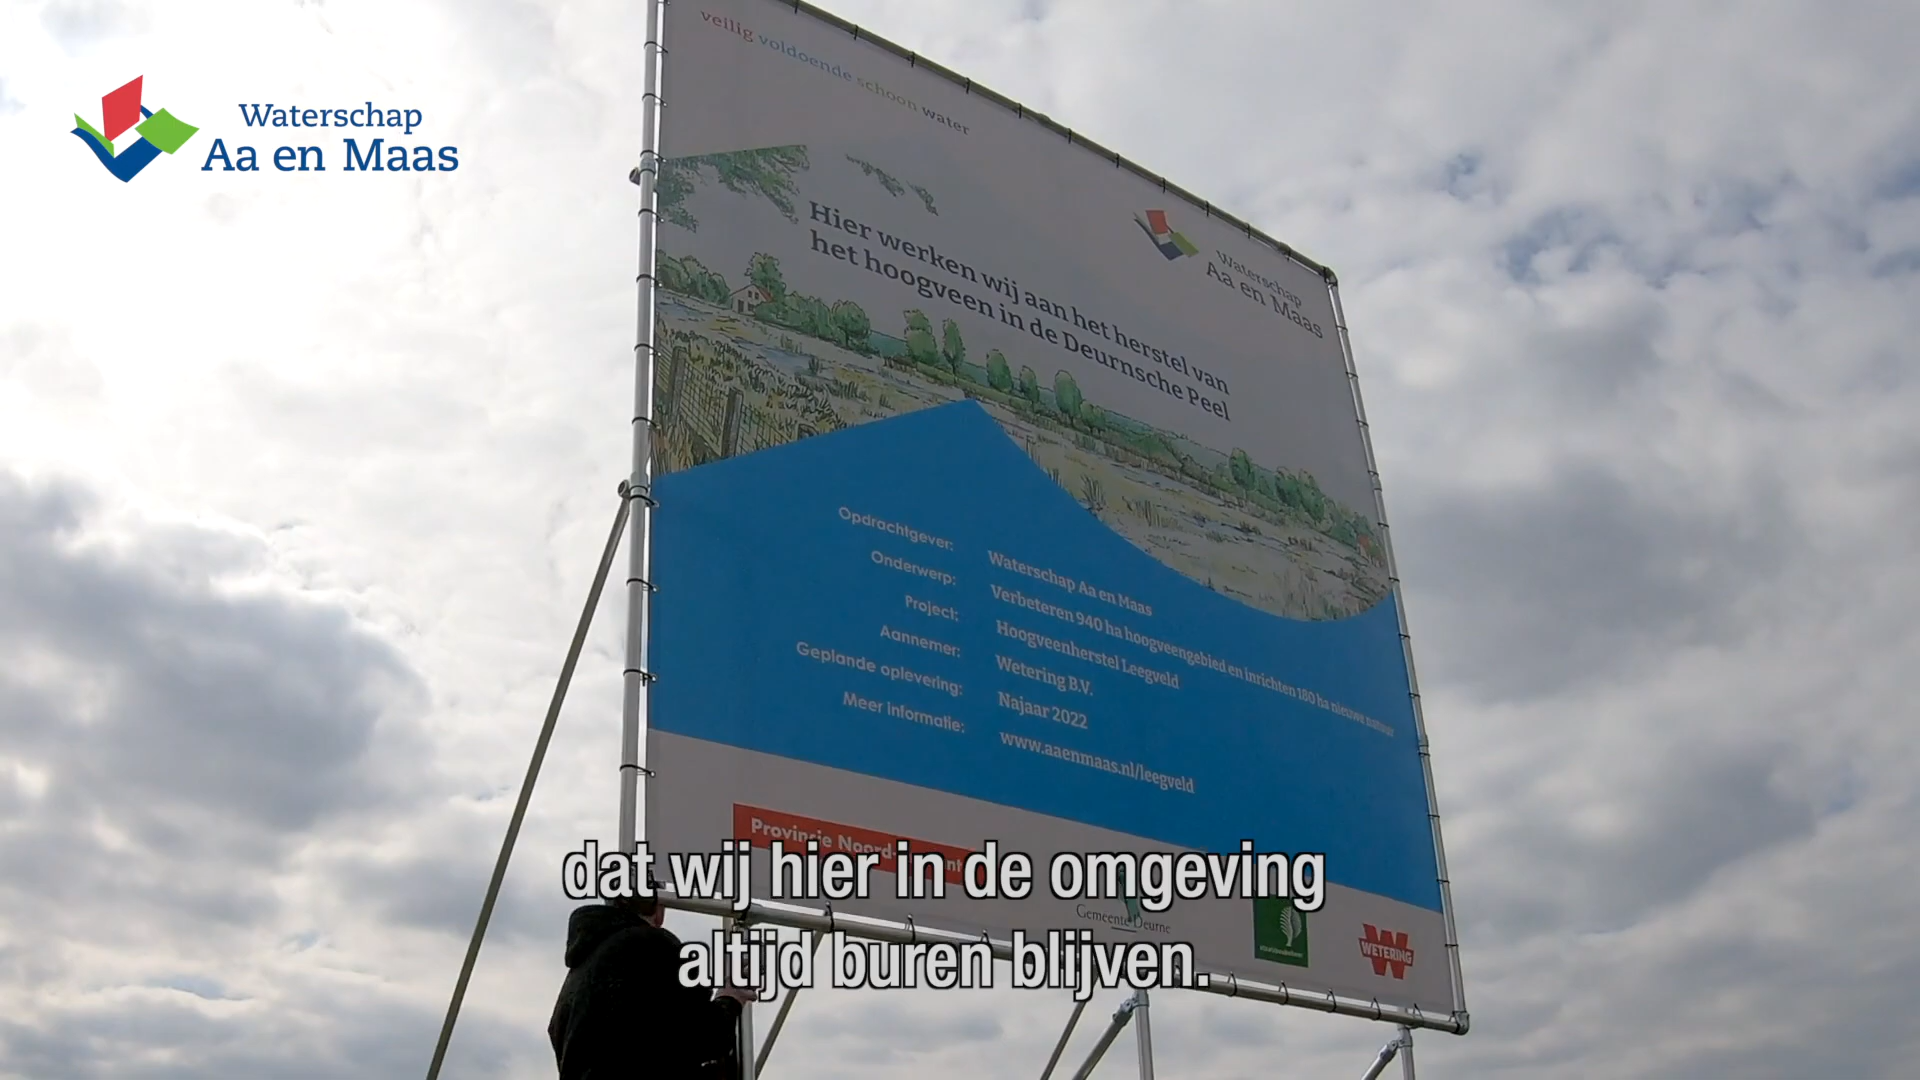 Waterschap
Aa en Maas
veilig voldoende schoon water
Waterschap
Aa en Maas
Hier werken wij aan het herstel van
het hoogveen in de Deurnsche Peel
Opdrachtgever: Waterschap Aa en Maas
Onderwerp: Verbeteren 940 ha hoogveengebied en inrichten 180 ha nieuwe natuur
Project: Hoogveenherstel Leegveld
Aannemer: Wetering B.V.
Geplande oplevering: Najaar 2022
Meer informatie: www.aaenmaas.nl/leegveld
Provincie Noord-
dat wij hier in de omgeving
altijd buren blijven.
Gemeente Deurne
WETERING